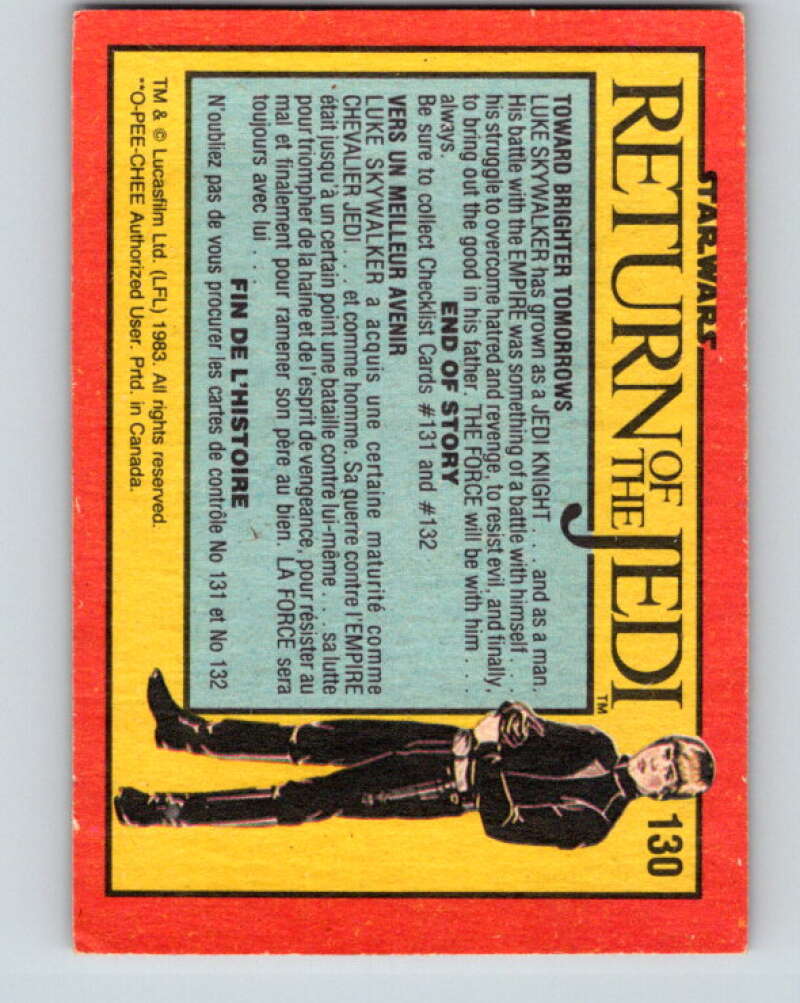 STAR WARS
RETURN OF THE JEDI™
130
TOWARD BRIGHTER TOMORROWS
LUKE SKYWALKER has grown as a JEDI KNIGHT . . . and as a man.
His battle with the EMPIRE was something of a battle with himself . . .
his struggle to overcome hatred and revenge, to resist evil, and finally,
to bring out the good in his father. THE FORCE will be with him . . .
always.
END OF STORY
Be sure to collect Checklist Cards #131 and #132
VERS UN MEILLEUR AVENIR
LUKE SKYWALKER a acquis une certaine maturité comme
CHEVALIER JEDI . . . et comme homme. Sa guerre contre l'EMPIRE
était jusqu'à un certain point une bataille contre lui-même . . . sa lutte
pour triompher de la haine et de l'esprit de vengeance, pour résister au
mal et finalement pour ramener son père au bien. LA FORCE sera
toujours avec lui . . .
FIN DE L'HISTOIRE
N'oubliez pas de vous procurer les cartes de contrôle No 131 et No 132
TM & © Lucasfilm Ltd. (LFL) 1983. All rights reserved.
**O-PEE-CHEE Authorized User. Prtd. in Canada.